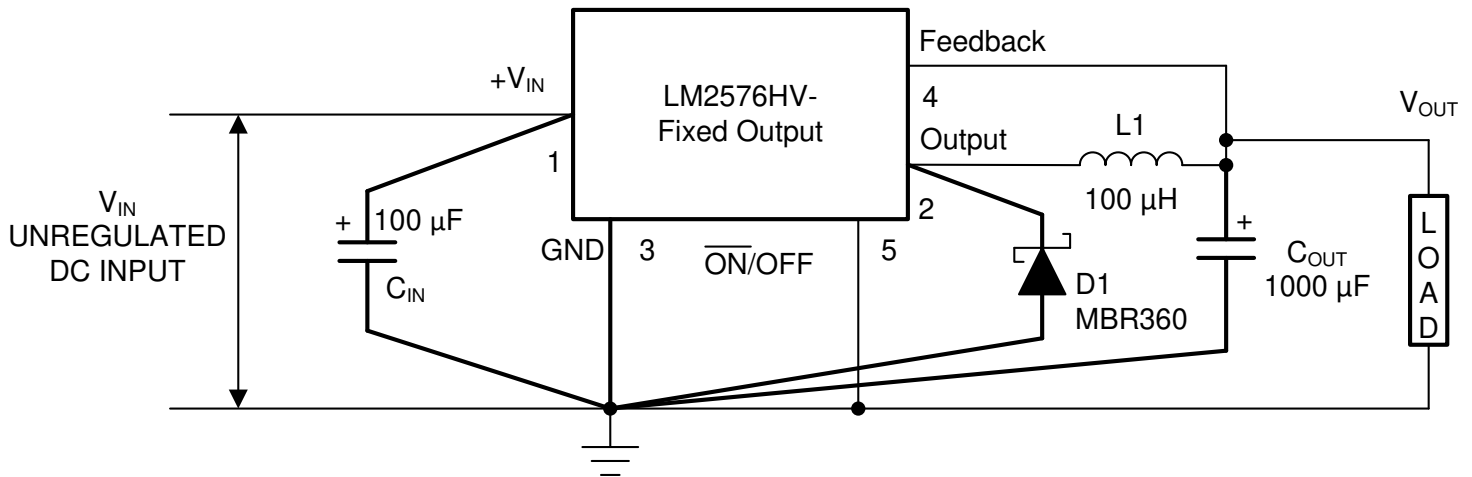 Feedback
+V_IN
LM2576HV-
Fixed Output
4
Output
L1
V_OUT
1
V_IN
UNREGULATED
DC INPUT
+
100 µF
C_IN
GND
3
ON/OFF
5
2
100 µH
D1
MBR360
+
C_OUT
1000 µF
LOAD